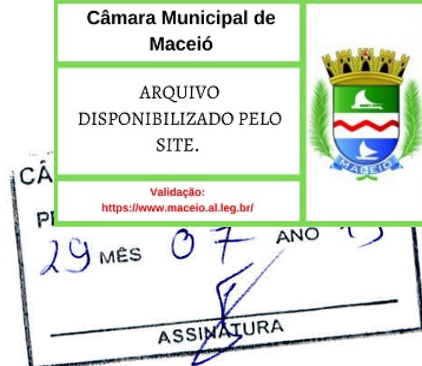 Câmara Municipal de
Maceió
ARQUIVO
DISPONIBILIZADO PELO
SITE.
Validação:
https://www.maceio.al.leg.br/
MACEIÓ
CÂ
29 MÊS 07 ANO
ASSINATURA